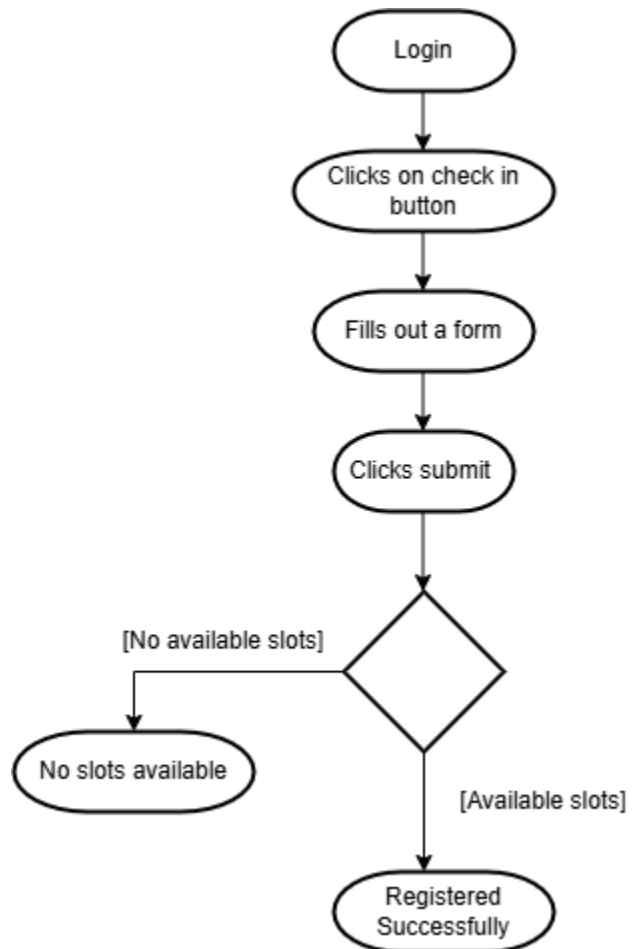 Login
Clicks on check in
button
Fills out a form
Clicks submit
[No available slots]
No slots available
[Available slots]
Registered
Successfully